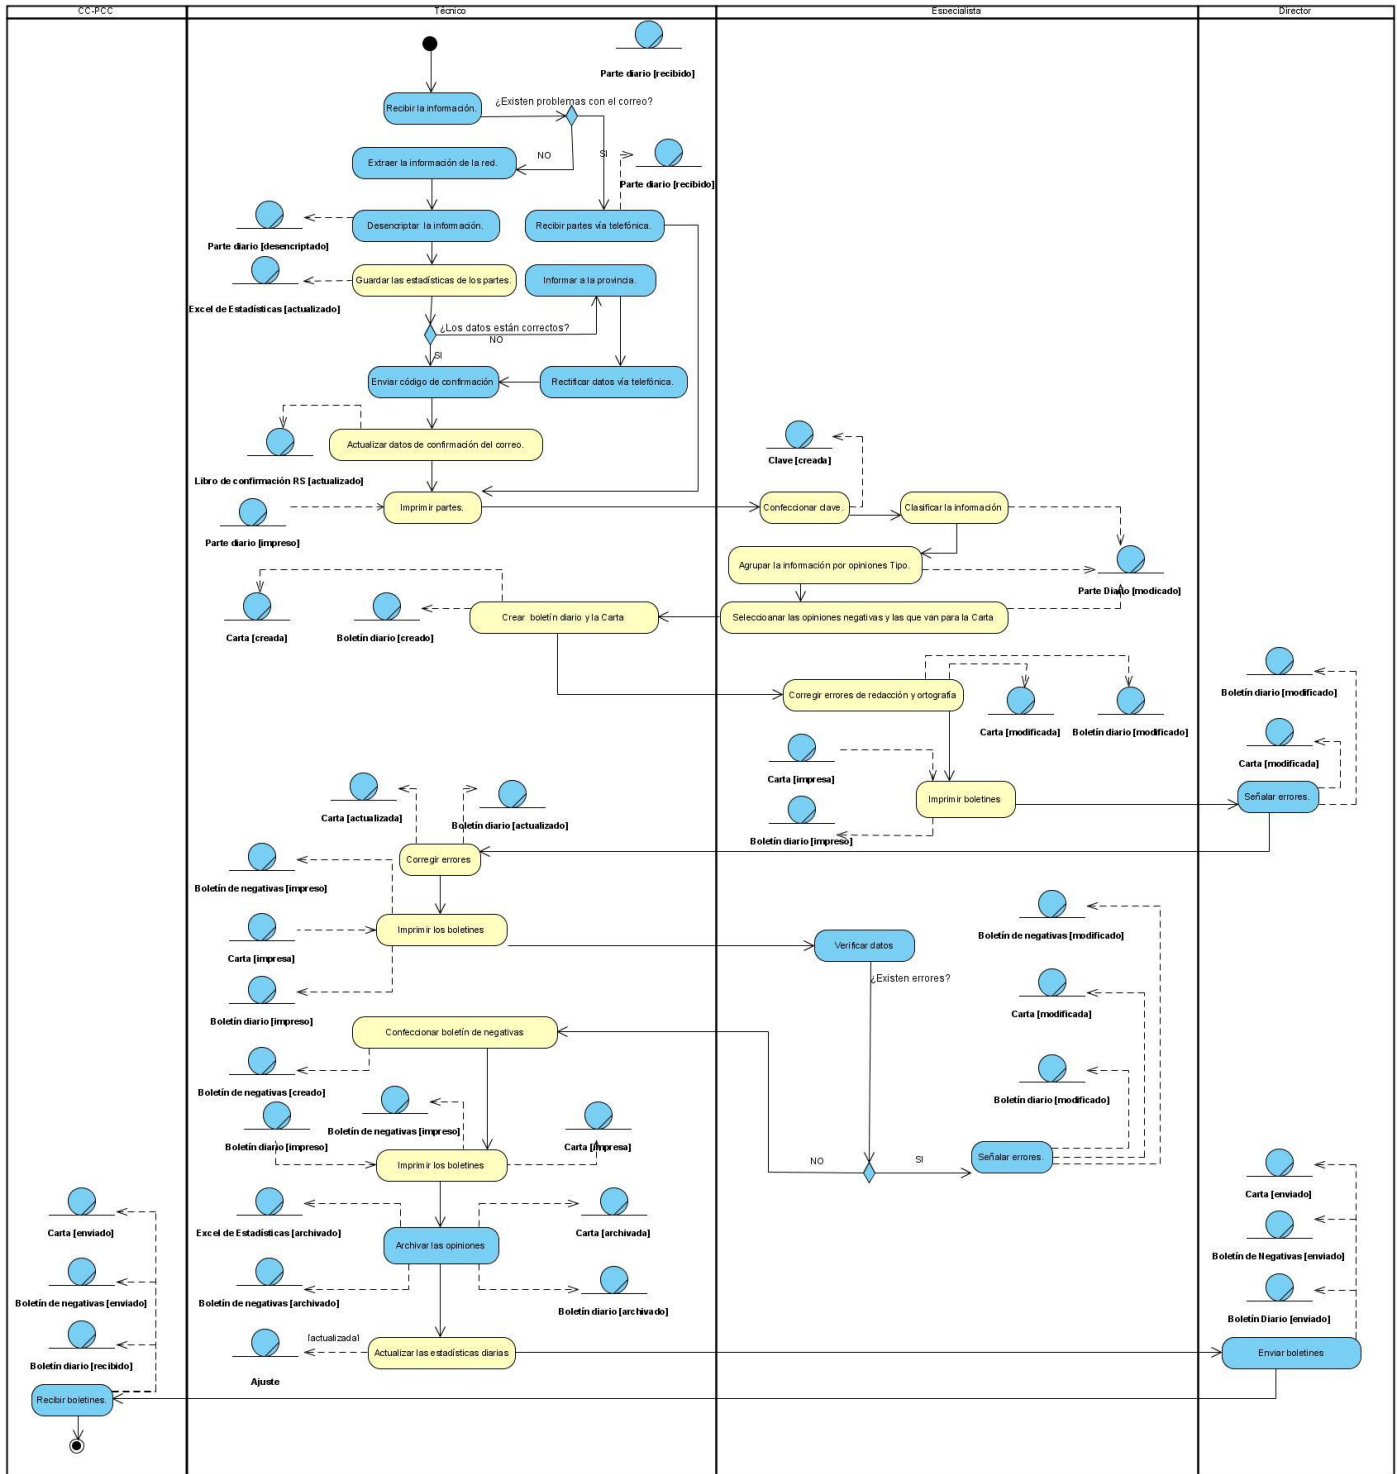 CC-PCC
Técnico
Especialista
Director
Parte diario [recibido]
Recibir la información.
¿Existen problemas con el correo?
NO
SI
Extraer la información de la red.
Parte diario [recibido]
Parte diario [desencriptado]
Desencriptar la información.
Recibir partes vía telefónica.
Excel de Estadísticas [actualizado]
Guardar las estadísticas de los partes.
Informar a la provincia.
¿Los datos están correctos?
NO
SI
Enviar código de confirmación
Rectificar datos vía telefónica.
Actualizar datos de confirmación del correo.
Libro de confirmación RS [actualizado]
Clave [creada]
Imprimir partes.
Parte diario [impreso]
Confeccionar clave.
Clasificar la información
Agrupar la información por opiniones Tipo.
Parte Diario [modicado]
Carta [creada]
Boletín diario [creado]
Crear boletín diario y la Carta
Seleccioanar las opiniones negativas y las que van para la Carta
Corregir errores de redacción y ortografía
Carta [modificada]
Boletín diario [modificado]
Boletín diario [modificado]
Carta [modificada]
Carta [impresa]
Imprimir boletines
Boletín diario [impreso]
Señalar errores.
Carta [actualizada]
Boletín diario [actualizado]
Corregir errores
Boletín de negativas [impreso]
Imprimir los boletines
Carta [impresa]
Boletín diario [impreso]
Verificar datos
¿Existen errores?
Boletín de negativas [modificado]
Carta [modificada]
Boletín diario [modificado]
Confeccionar boletín de negativas
Boletín de negativas [creado]
Boletín diario [impreso]
Boletín de negativas [impreso]
Carta [impresa]
Imprimir los boletines
NO
SI
Señalar errores.
Carta [enviado]
Boletín de negativas [enviado]
Boletín diario [recibido]
Excel de Estadísticas [archivado]
Carta [archivada]
Archivar las opiniones
Boletín de negativas [archivado]
Boletín diario [archivado]
Carta [enviado]
Boletín de Negativas [enviado]
Boletín Diario [enviado]
[actualizada]
Ajuste
Actualizar las estadísticas diarias
Enviar boletines
Recibir boletines.